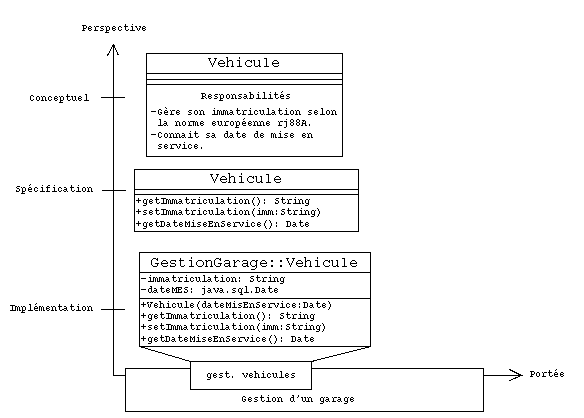 Perspective
Vehicule
Conceptuel
Responsabilités
-Gère son immatriculation selon
la norme européenne rj88A.
-Connait sa date de mise en
service.
Spécification
Vehicule
+getImmatriculation(): String
+setImmatriculation(imm:String)
+getDateMiseEnService(): Date
GestionGarage::Vehicule
-immatriculation: String
-dateMES: java.sql.Date
Implémentation
+Vehicule(dateMisEnService:Date)
+getImmatriculation(): String
+setImmatriculation(imm:String)
+getDateMiseEnService(): Date
gest. vehicules
Portée
Gestion d'un garage